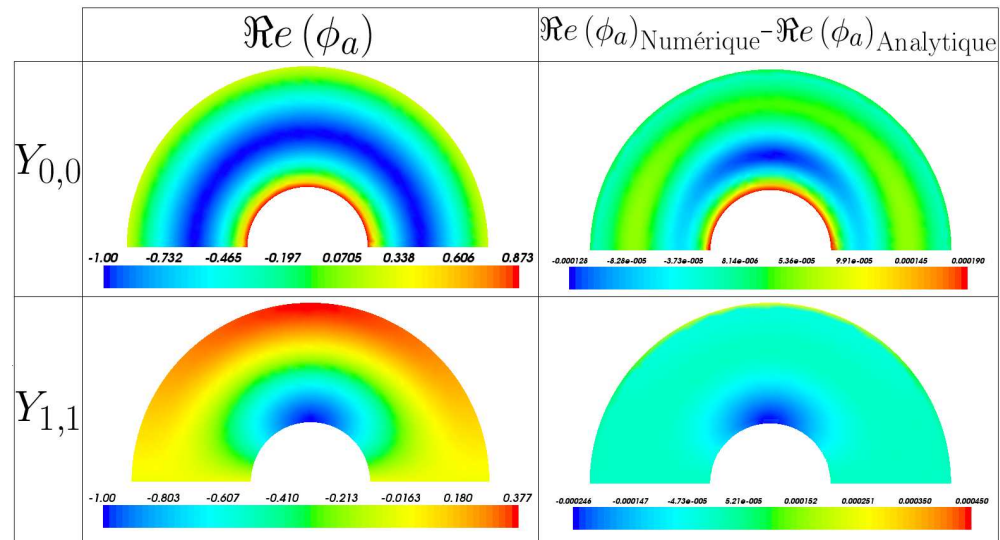 ℜe (ϕₐ)
ℜe (ϕₐ)Numérique-ℜe (ϕₐ)Analytique
Y0,0
-1.00 -0.732 -0.465 -0.197 0.0705 0.338 0.606 0.873
-0.000128 -8.28e-005 -3.73e-005 8.14e-006 5.36e-005 9.91e-005 0.000145 0.000190
Y1,1
-1.00 -0.803 -0.607 -0.410 -0.213 -0.0163 0.180 0.377
-0.000246 -0.000147 -4.73e-005 5.21e-005 0.000152 0.000251 0.000350 0.000450